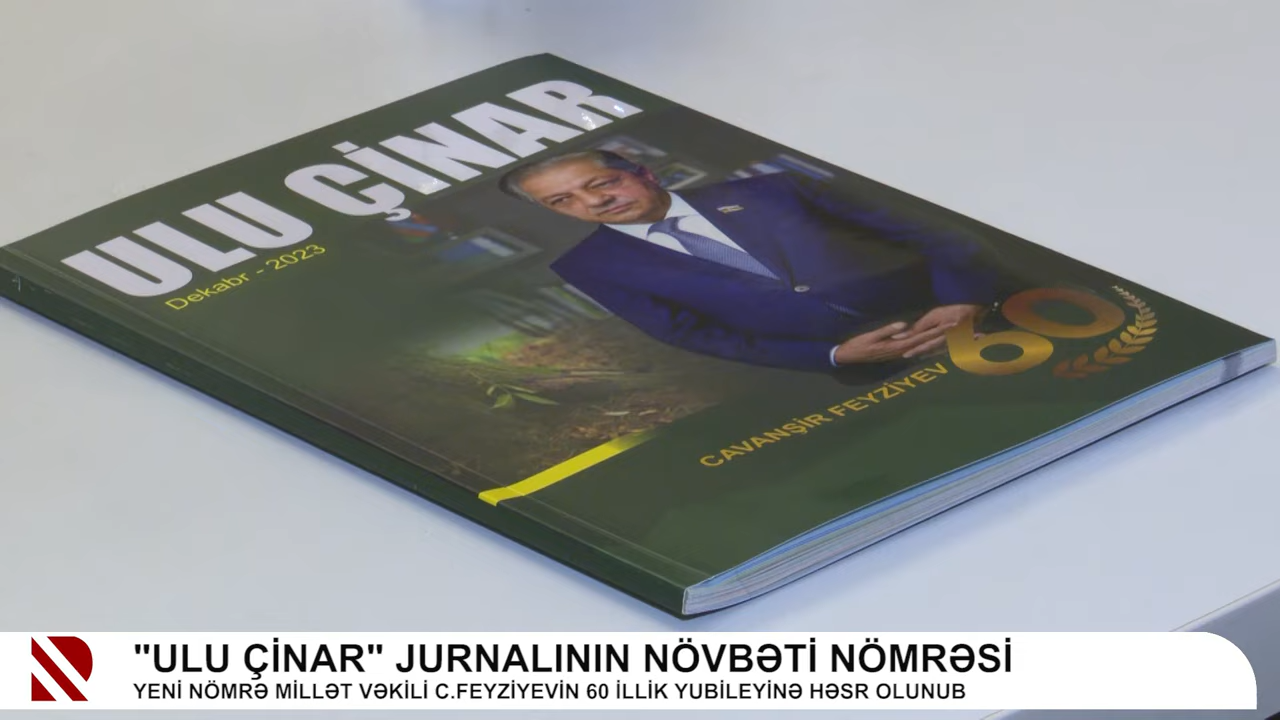 ULU ÇİNAR
Dekabr - 2023
60
CAVANŞİR FEYZİYEV
"ULU ÇİNAR" JURNALININ NÖVBƏTİ NÖMRƏSİ
YENİ NÖMRƏ MİLLƏT VƏKİLİ C.FEYZİYEVİN 60 İLLİK YUBİLEYİNƏ HƏSR OLUNUB